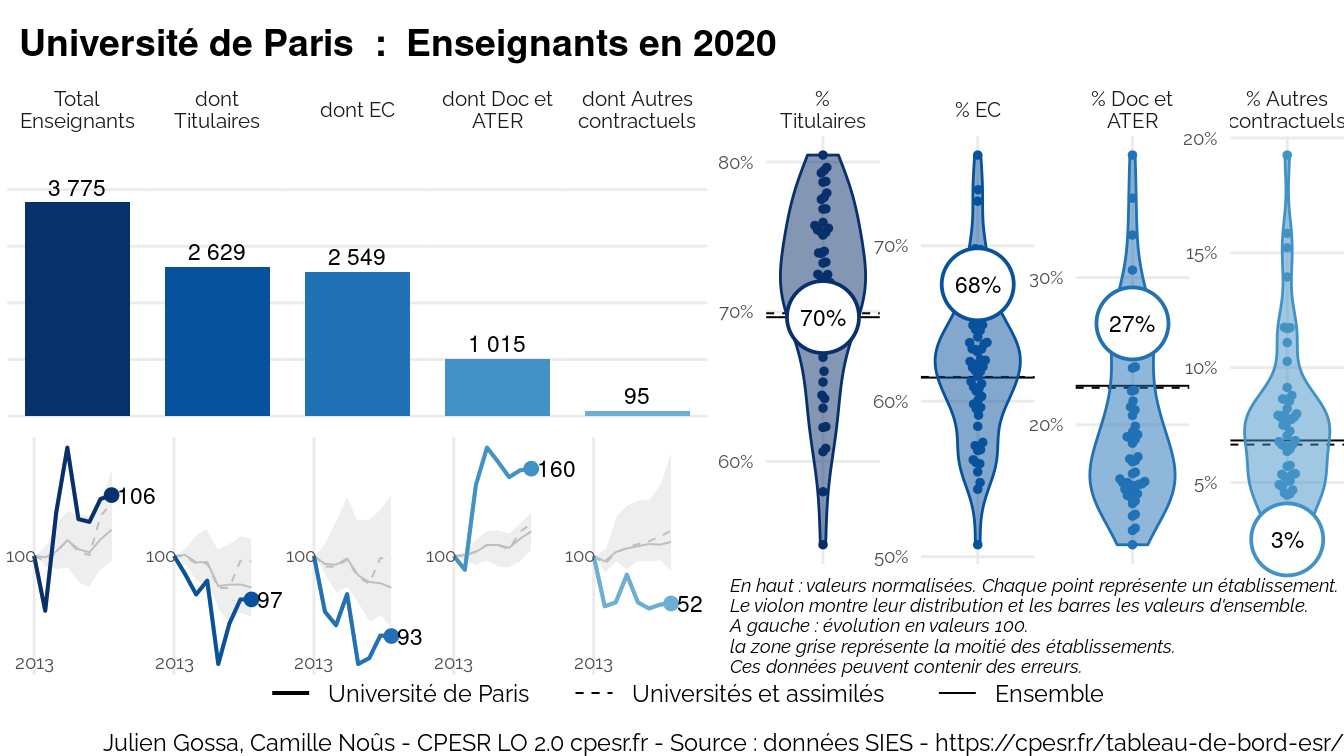 Université de Paris : Enseignants en 2020
Total
Enseignants
dont
Titulaires
dont EC
dont Doc et
ATER
dont Autres
contractuels
%
Titulaires
% EC
% Doc et
ATER
% Autres
contractuels
3 775
2 629
2 549
1 015
95
80%
70%
60%
70%
70%
60%
50%
68%
30%
20%
27%
20%
15%
10%
5%
3%
100
106
2013
100
97
2013
100
93
2013
100
160
2013
100
52
2013
En haut : valeurs normalisées. Chaque point représente un établissement.
Le violon montre leur distribution et les barres les valeurs d'ensemble.
A gauche : évolution en valeurs 100.
la zone grise représente la moitié des établissements.
Ces données peuvent contenir des erreurs.
Université de Paris
Universités et assimilés
Ensemble
Julien Gossa, Camille Noûs - CPESR LO 2.0 cpesr.fr - Source : données SIES - https://cpesr.fr/tableau-de-bord-esr/